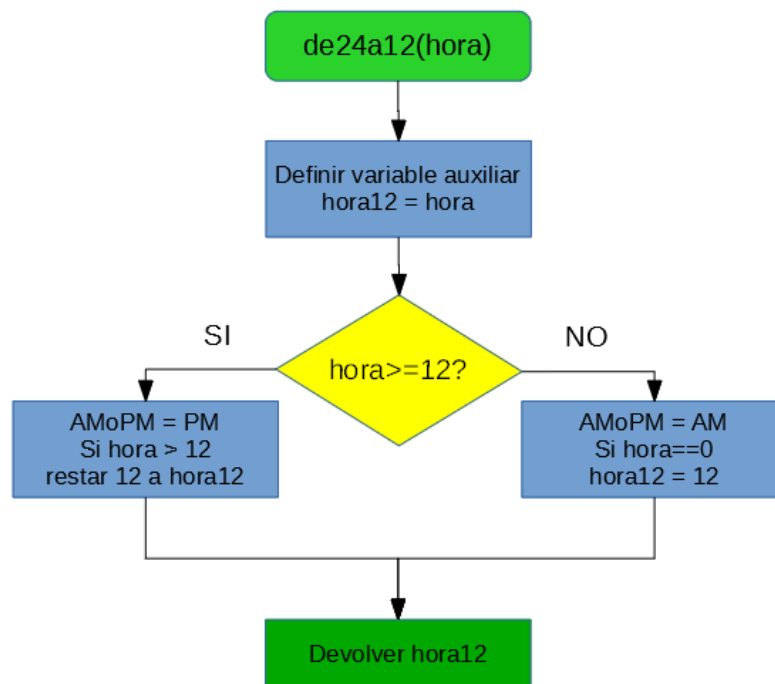 de24a12(hora)
Definir variable auxiliar
hora12 = hora
SI
NO
hora>=12?
AMoPM = PM
Si hora > 12
restar 12 a hora12
AMoPM = AM
Si hora==0
hora12 = 12
Devolver hora12